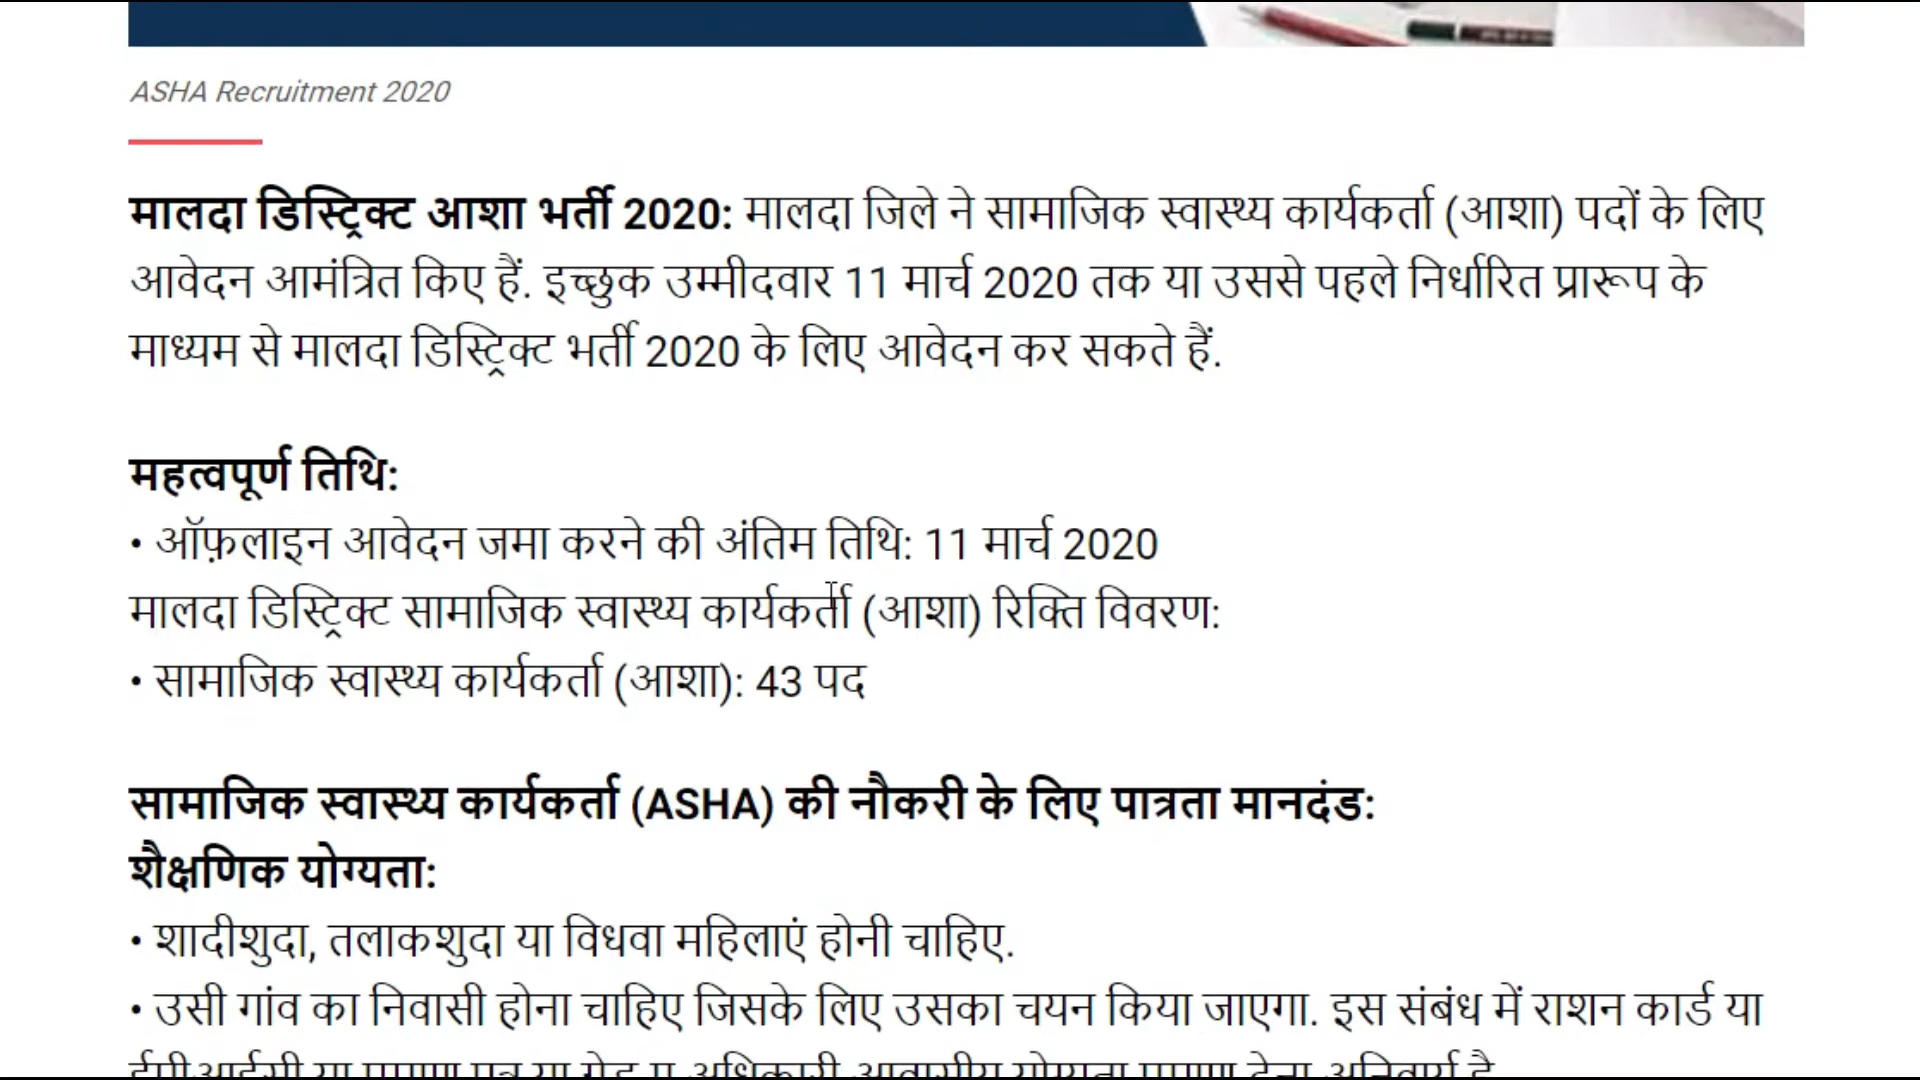 ASHA Recruitment 2020
मालदा डिस्ट्रिक्ट आशा भर्ती 2020: मालदा जिले ने सामाजिक स्वास्थ्य कार्यकर्ता (आशा) पदों के लिए
आवेदन आमंत्रित किए हैं. इच्छुक उम्मीदवार 11 मार्च 2020 तक या उससे पहले निर्धारित प्रारूप के
माध्यम से मालदा डिस्ट्रिक्ट भर्ती 2020 के लिए आवेदन कर सकते हैं.
महत्वपूर्ण तिथि:
• ऑफ़लाइन आवेदन जमा करने की अंतिम तिथि: 11 मार्च 2020
मालदा डिस्ट्रिक्ट सामाजिक स्वास्थ्य कार्यकर्ता (आशा) रिक्ति विवरण:
• सामाजिक स्वास्थ्य कार्यकर्ता (आशा): 43 पद
सामाजिक स्वास्थ्य कार्यकर्ता (ASHA) की नौकरी के लिए पात्रता मानदंड:
शैक्षणिक योग्यता:
• शादीशुदा, तलाकशुदा या विधवा महिलाएं होनी चाहिए.
• उसी गांव का निवासी होना चाहिए जिसके लिए उसका चयन किया जाएगा. इस संबंध में राशन कार्ड या